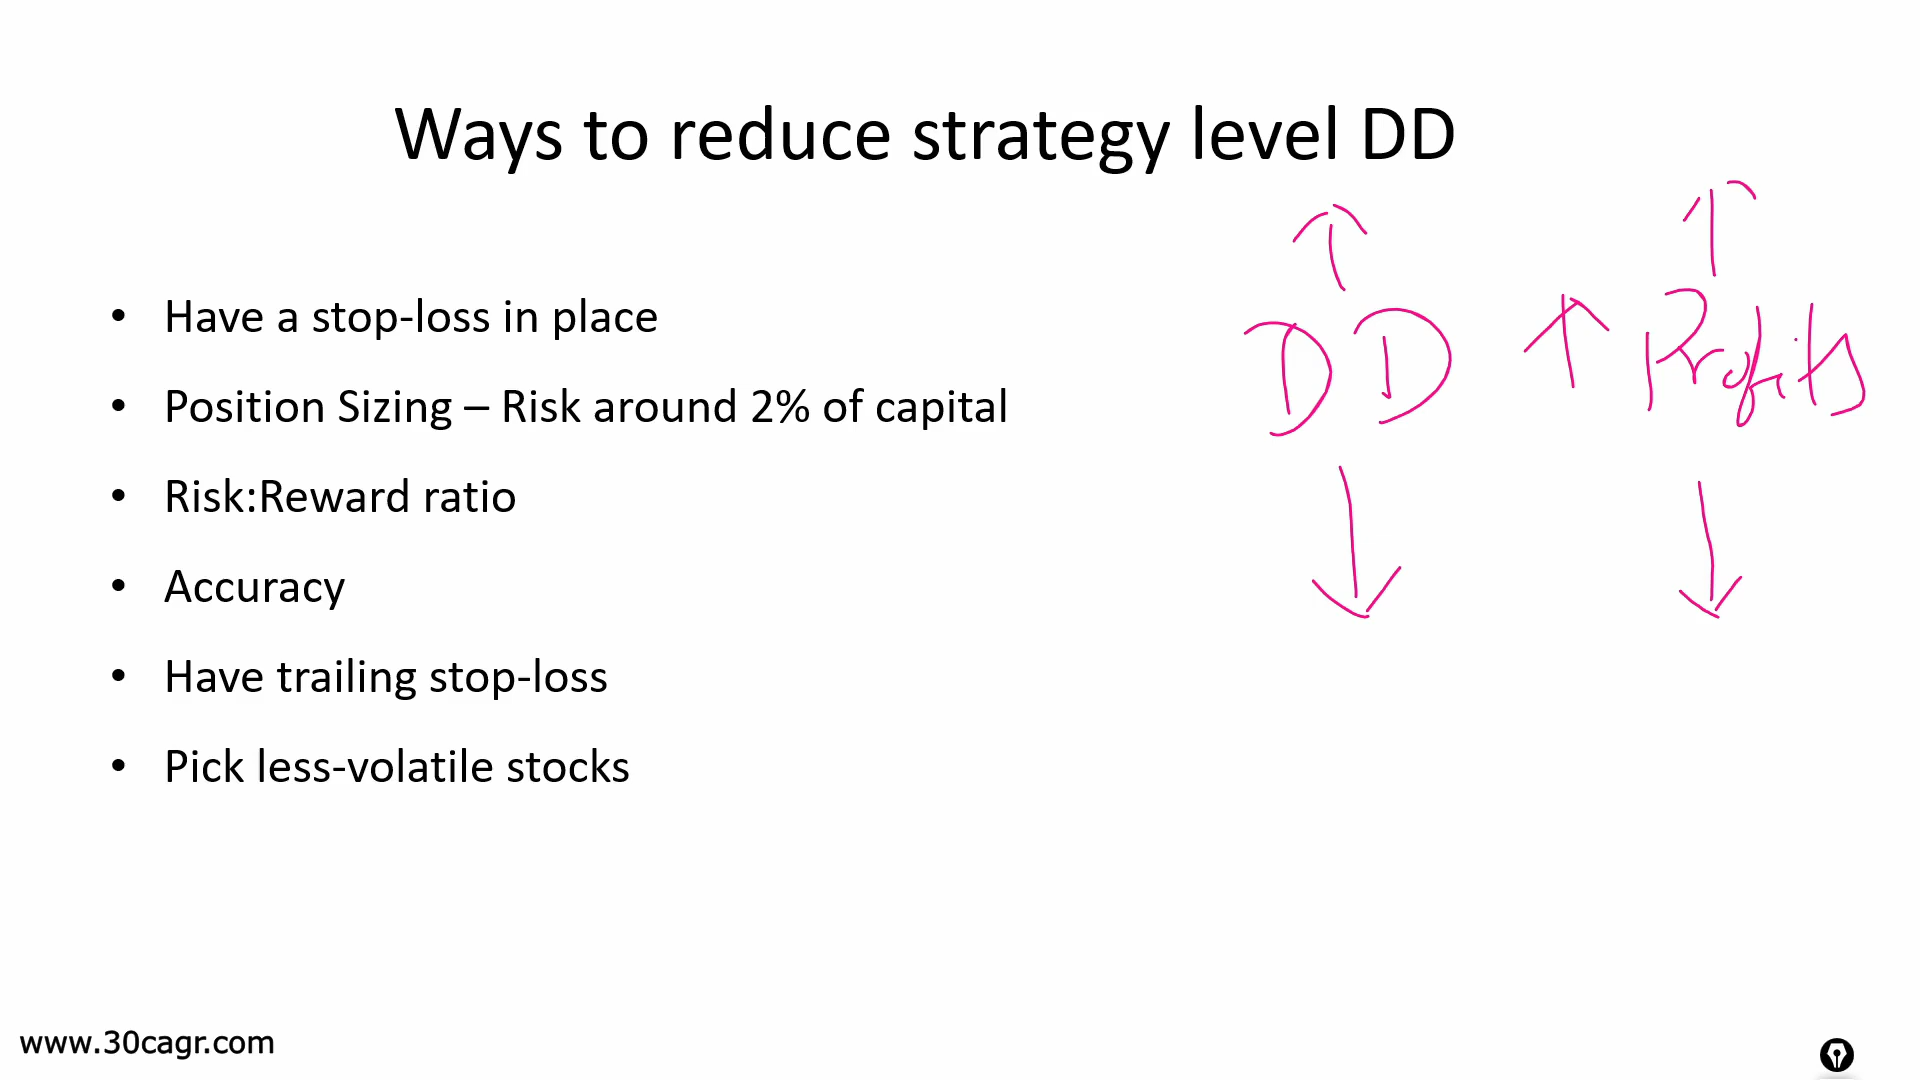 Ways to reduce strategy level DD
• Have a stop-loss in place
• Position Sizing – Risk around 2% of capital
• Risk:Reward ratio
• Accuracy
• Have trailing stop-loss
• Pick less-volatile stocks
↑ ↑
DD ↑ Profits
↓ ↓
www.30cagr.com